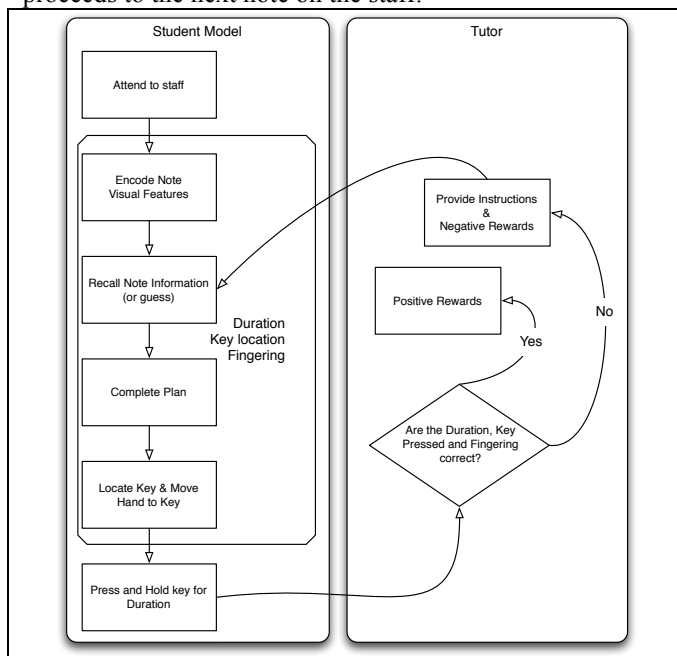 proceeds to the next note on the staff.
Student Model
Attend to staff
Encode Note
Visual Features
Recall Note Information
(or guess)
Duration
Key location
Fingering
Complete Plan
Locate Key & Move
Hand to Key
Press and Hold key for
Duration
Tutor
Provide Instructions
&
Negative Rewards
Positive Rewards
No
Yes
Are the Duration, Key
Pressed and Fingering
correct?